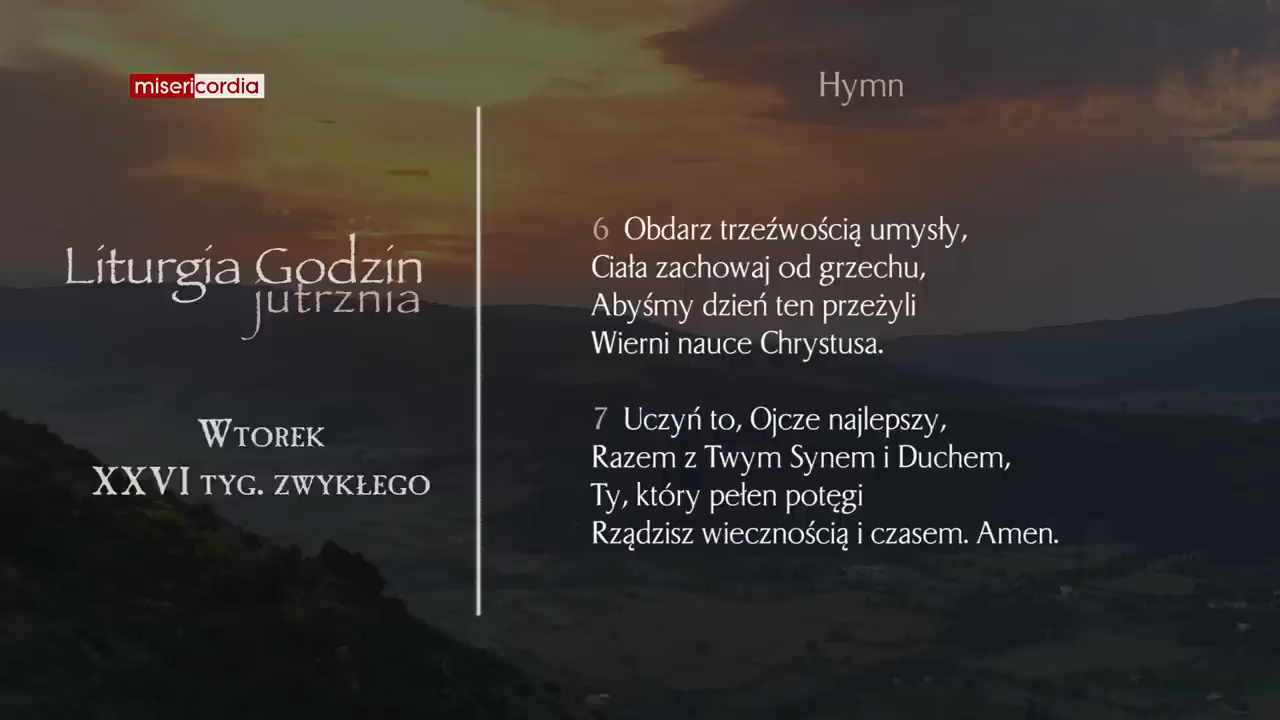 misericordia
Liturgia Godzin
jutrznia
Wtorek
XXVI tyg. zwykłego
Hymn
6 Obdarz trzeźwością umysły,
Ciała zachowaj od grzechu,
Abyśmy dzień ten przeżyli
Wierni nauce Chrystusa.
7 Uczyń to, Ojcze najlepszy,
Razem z Twym Synem i Duchem,
Ty, który pełen potęgi
Rządzisz wiecznością i czasem. Amen.